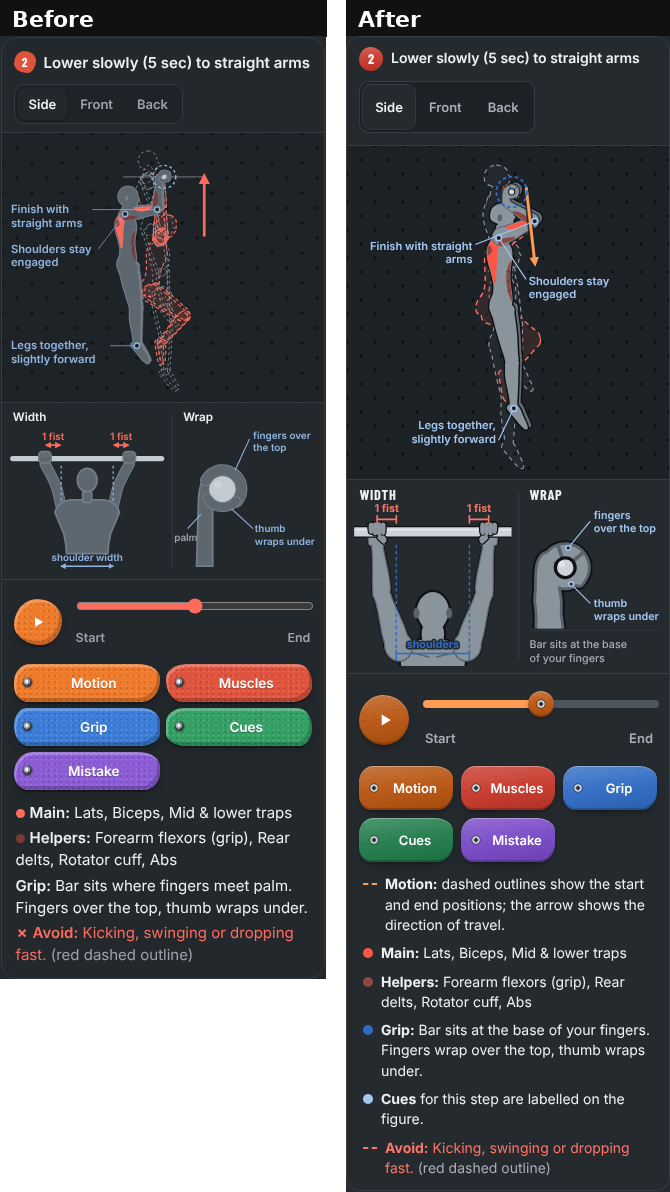 Before
2 Lower slowly (5 sec) to straight arms
Side Front Back
Finish with
straight arms
Shoulders stay
engaged
Legs together,
slightly forward
Width
1 fist 1 fist
shoulder width
Wrap
fingers over
the top
palm
thumb
wraps under
Start End
Motion Muscles
Grip Cues
Mistake
Main: Lats, Biceps, Mid & lower traps
Helpers: Forearm flexors (grip), Rear
delts, Rotator cuff, Abs
Grip: Bar sits where fingers meet palm.
Fingers over the top, thumb wraps under.
× Avoid: Kicking, swinging or dropping
fast. (red dashed outline)
After
2 Lower slowly (5 sec) to straight arms
Side Front Back
Finish with straight
arms
Shoulders stay
engaged
Legs together,
slightly forward
WIDTH
1 fist 1 fist
shoulders
WRAP
fingers
over the top
thumb
wraps under
Bar sits at the base
of your fingers
Start End
Motion Muscles Grip
Cues Mistake
Motion: dashed outlines show the start
and end positions; the arrow shows the
direction of travel.
Main: Lats, Biceps, Mid & lower traps
Helpers: Forearm flexors (grip), Rear
delts, Rotator cuff, Abs
Grip: Bar sits at the base of your fingers.
Fingers wrap over the top, thumb wraps
under.
Cues for this step are labelled on the
figure.
Avoid: Kicking, swinging or dropping
fast. (red dashed outline)